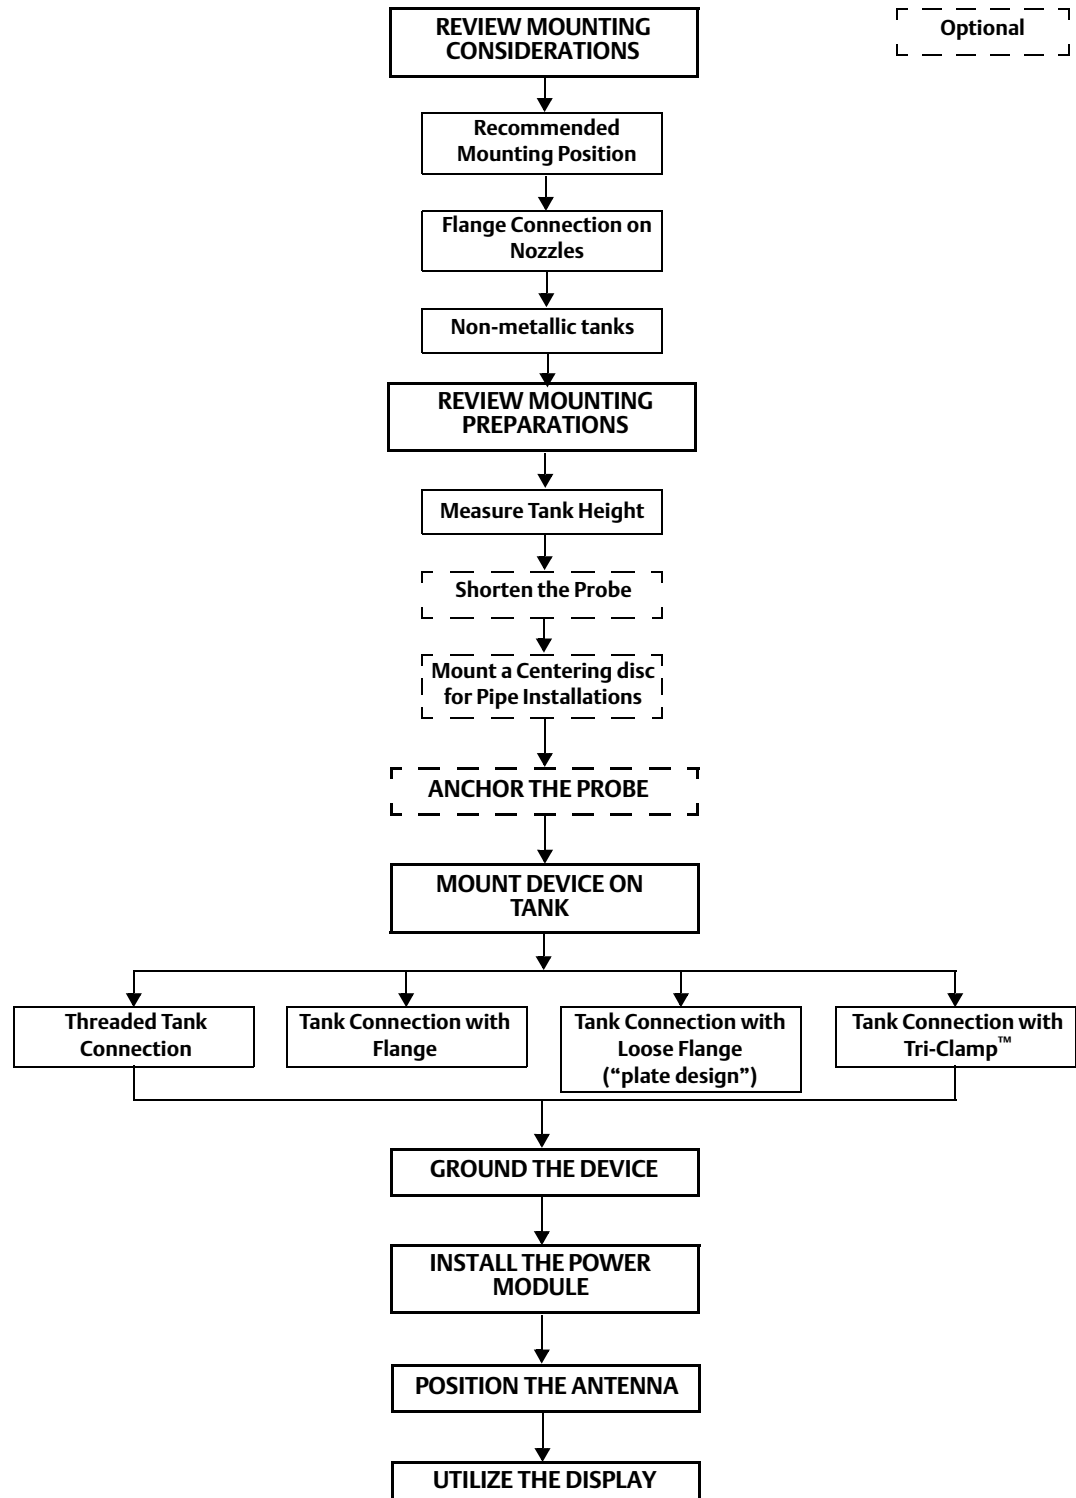 REVIEW MOUNTING
CONSIDERATIONS
Optional
Recommended
Mounting Position
Flange Connection on
Nozzles
Non-metallic tanks
REVIEW MOUNTING
PREPARATIONS
Measure Tank Height
Shorten the Probe
Mount a Centering disc
for Pipe Installations
ANCHOR THE PROBE
MOUNT DEVICE ON
TANK
Threaded Tank
Connection
Tank Connection with
Flange
Tank Connection with
Loose Flange
(“plate design”)
Tank Connection with
Tri-Clamp™
GROUND THE DEVICE
INSTALL THE POWER
MODULE
POSITION THE ANTENNA
UTILIZE THE DISPLAY